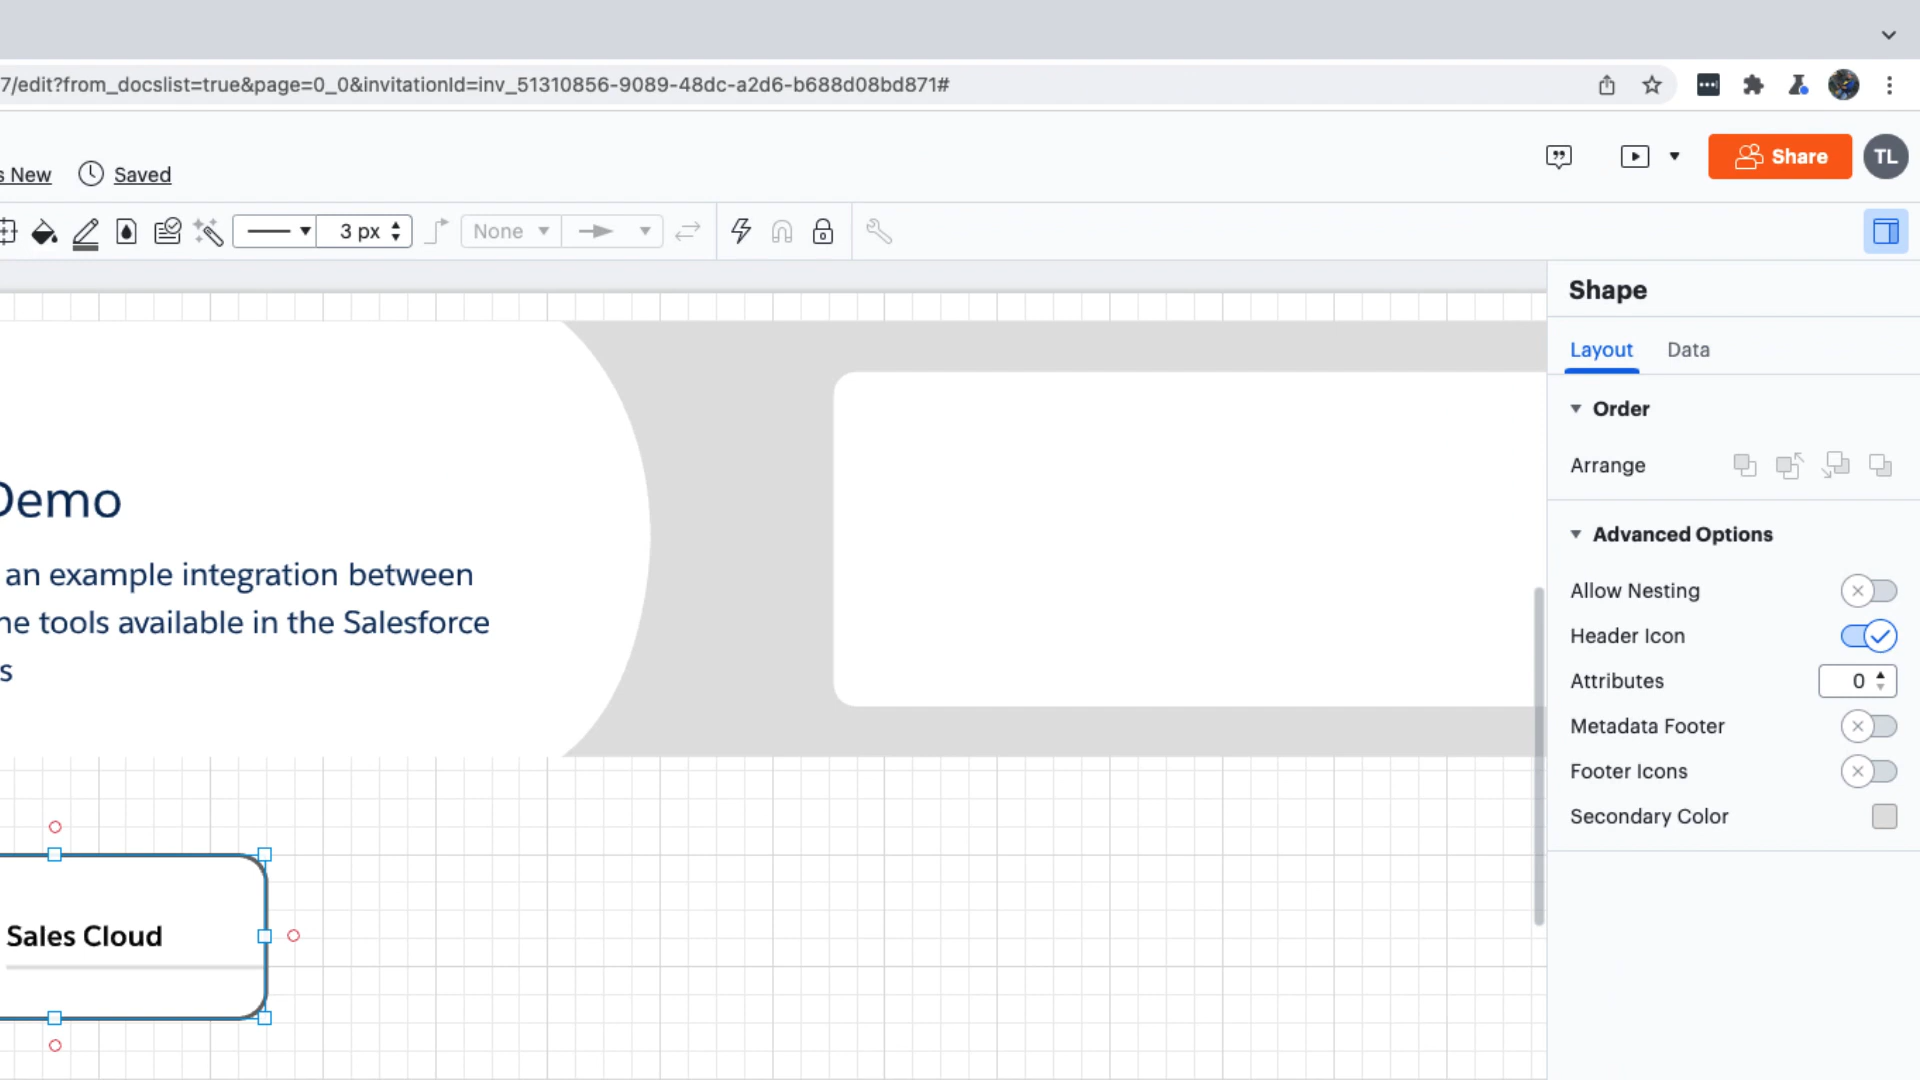 7/edit?from_docslist=true&page=0_0&invitationId=inv_51310856-9089-48dc-a2d6-b688d08bd871#
s New
Saved
Share
TL
3 px
None
Shape
Layout
Data
Order
Arrange
Advanced Options
Allow Nesting
Header Icon
Attributes
0
Metadata Footer
Footer Icons
Secondary Color
Demo
an example integration between
he tools available in the Salesforce
s
Sales Cloud